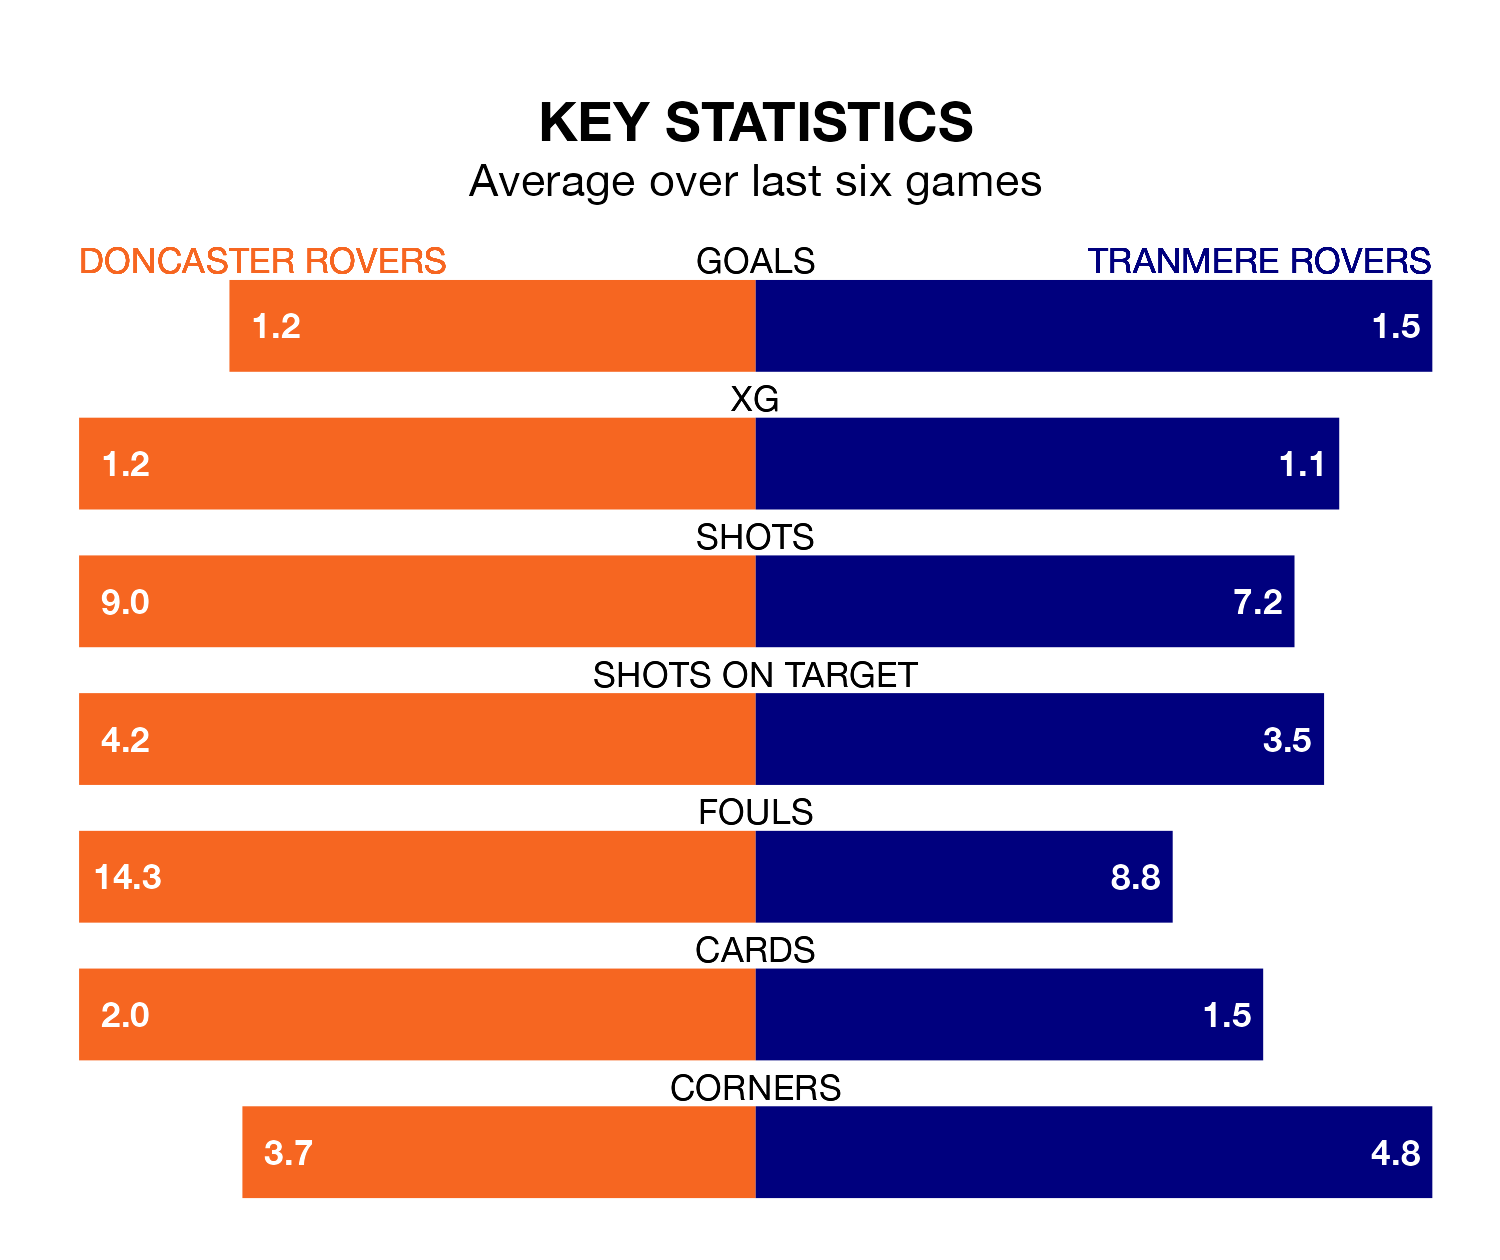 KEY STATISTICS
Average over last six games
DONCASTER ROVERS GOALS TRANMERE ROVERS
1.2 1.5
XG
1.2 1.1
SHOTS
9.0 7.2
SHOTS ON TARGET
4.2 3.5
FOULS
14.3 8.8
CARDS
2.0 1.5
CORNERS
3.7 4.8